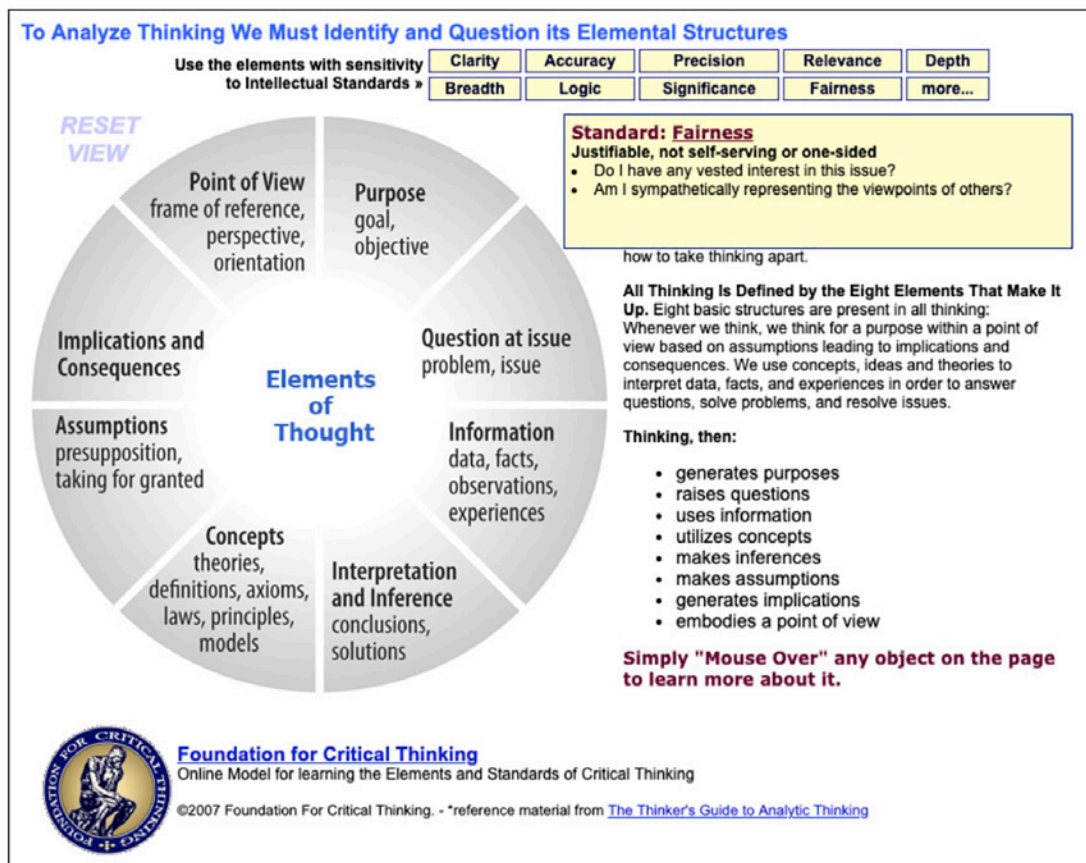 To Analyze Thinking We Must Identify and Question its Elemental Structures
Use the elements with sensitivity
to Intellectual Standards »
Clarity
Accuracy
Precision
Relevance
Depth
Breadth
Logic
Significance
Fairness
more...
RESET
VIEW
Standard: Fairness
Justifiable, not self-serving or one-sided
• Do I have any vested interest in this issue?
• Am I sympathetically representing the viewpoints of others?
Point of View
frame of reference,
perspective,
orientation
Purpose
goal,
objective
Question at issue
problem, issue
Information
data, facts,
observations,
experiences
Interpretation
and Inference
conclusions,
solutions
Concepts
theories,
definitions, axioms,
laws, principles,
models
Assumptions
presupposition,
taking for granted
Implications and
Consequences
Elements
of
Thought
how to take thinking apart.
All Thinking Is Defined by the Eight Elements That Make It
Up. Eight basic structures are present in all thinking:
Whenever we think, we think for a purpose within a point of
view based on assumptions leading to implications and
consequences. We use concepts, ideas and theories to
interpret data, facts, and experiences in order to answer
questions, solve problems, and resolve issues.
Thinking, then:
• generates purposes
• raises questions
• uses information
• utilizes concepts
• makes inferences
• makes assumptions
• generates implications
• embodies a point of view
Simply "Mouse Over" any object on the page
to learn more about it.
FOUNDATION FOR CRITICAL THINKING
Foundation for Critical Thinking
Online Model for learning the Elements and Standards of Critical Thinking
©2007 Foundation For Critical Thinking. - *reference material from The Thinker's Guide to Analytic Thinking